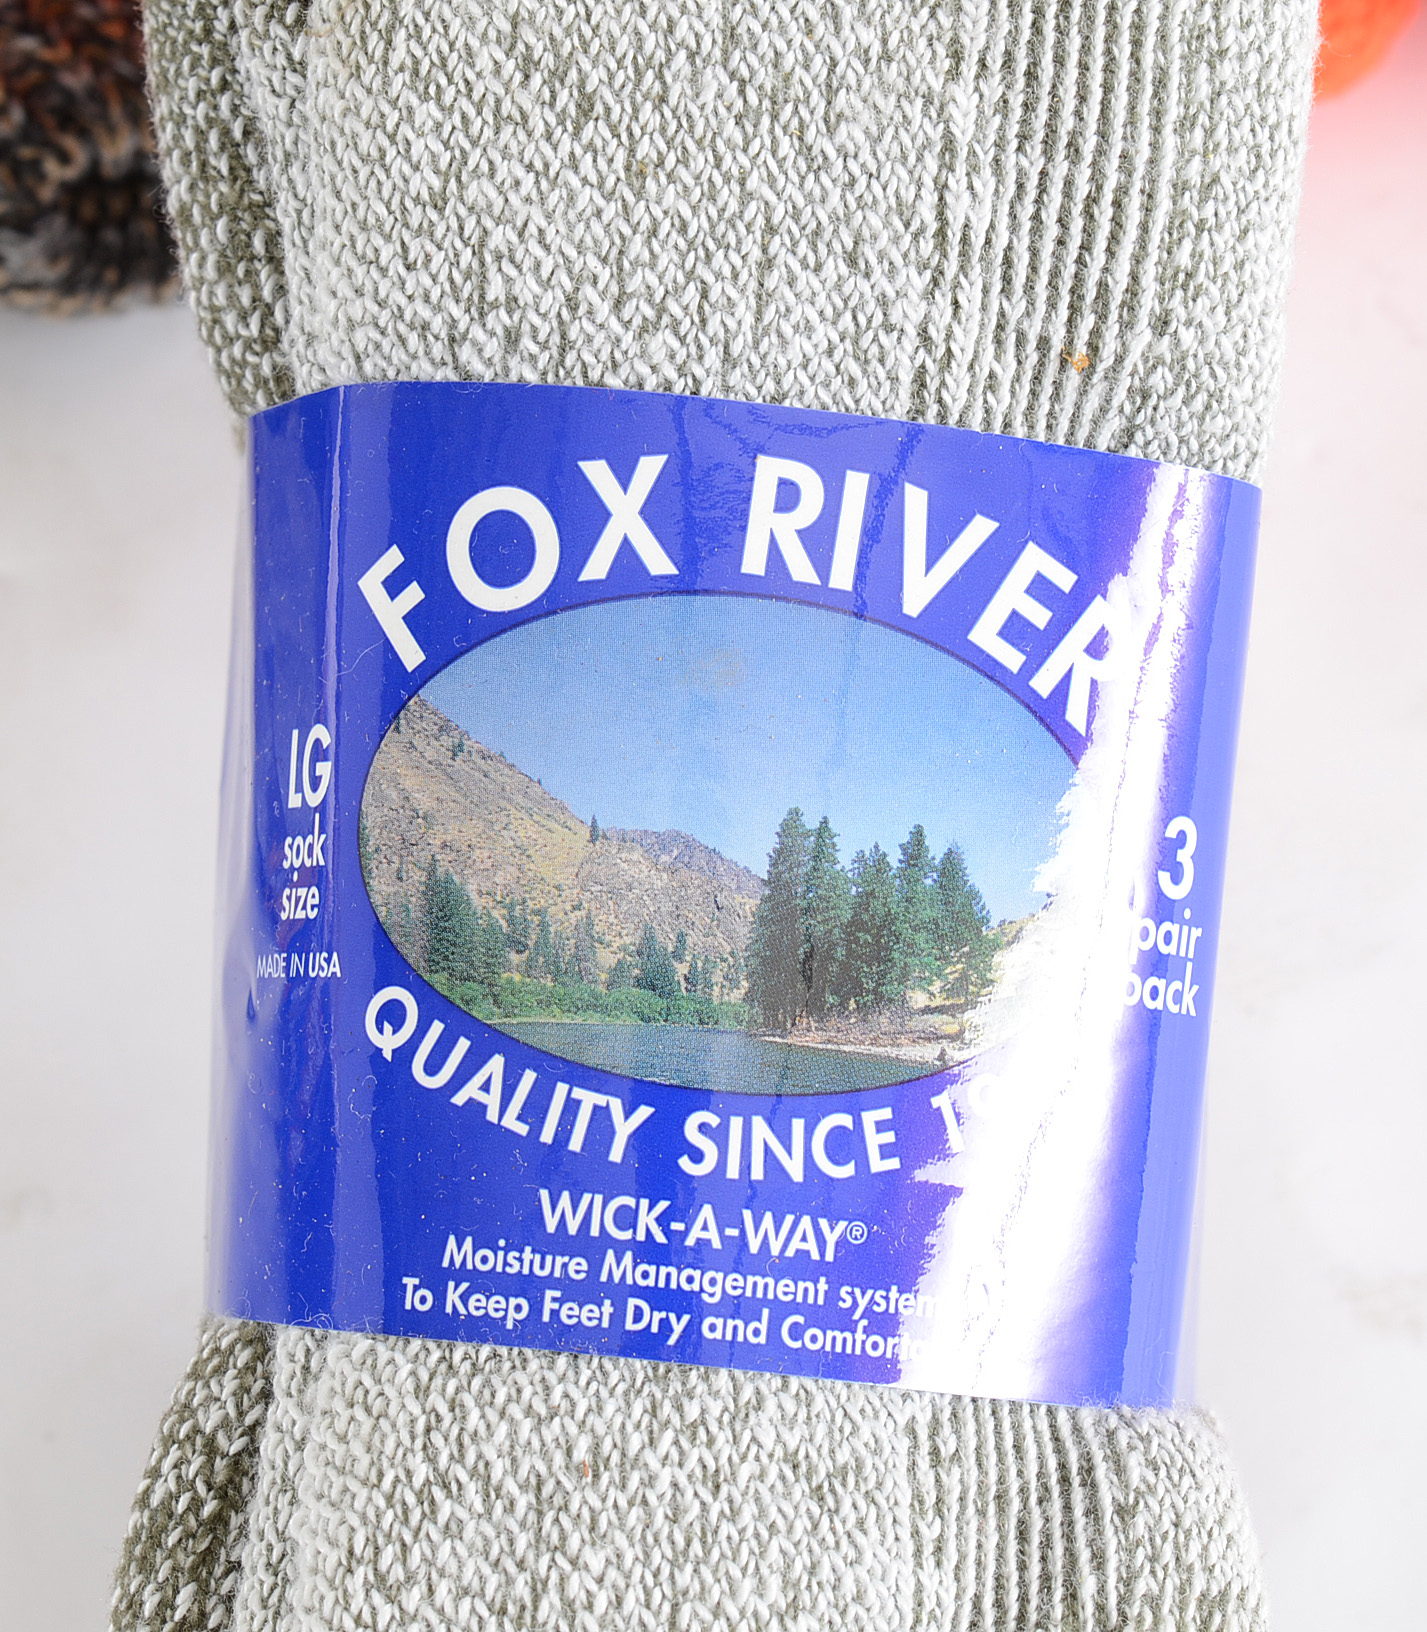 FOX RIVER
LG
sock
size
MADE IN USA
3
pair
pack
QUALITY SINCE
WICK-A-WAY®
Moisture Management system
To Keep Feet Dry and